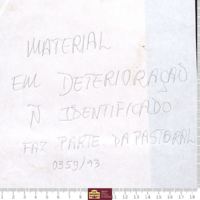 MATERIAL
EM DETERIORAÇÃO
Ñ IDENTIFICADO
FAZ PARTE DA PASTORAL
0359/93